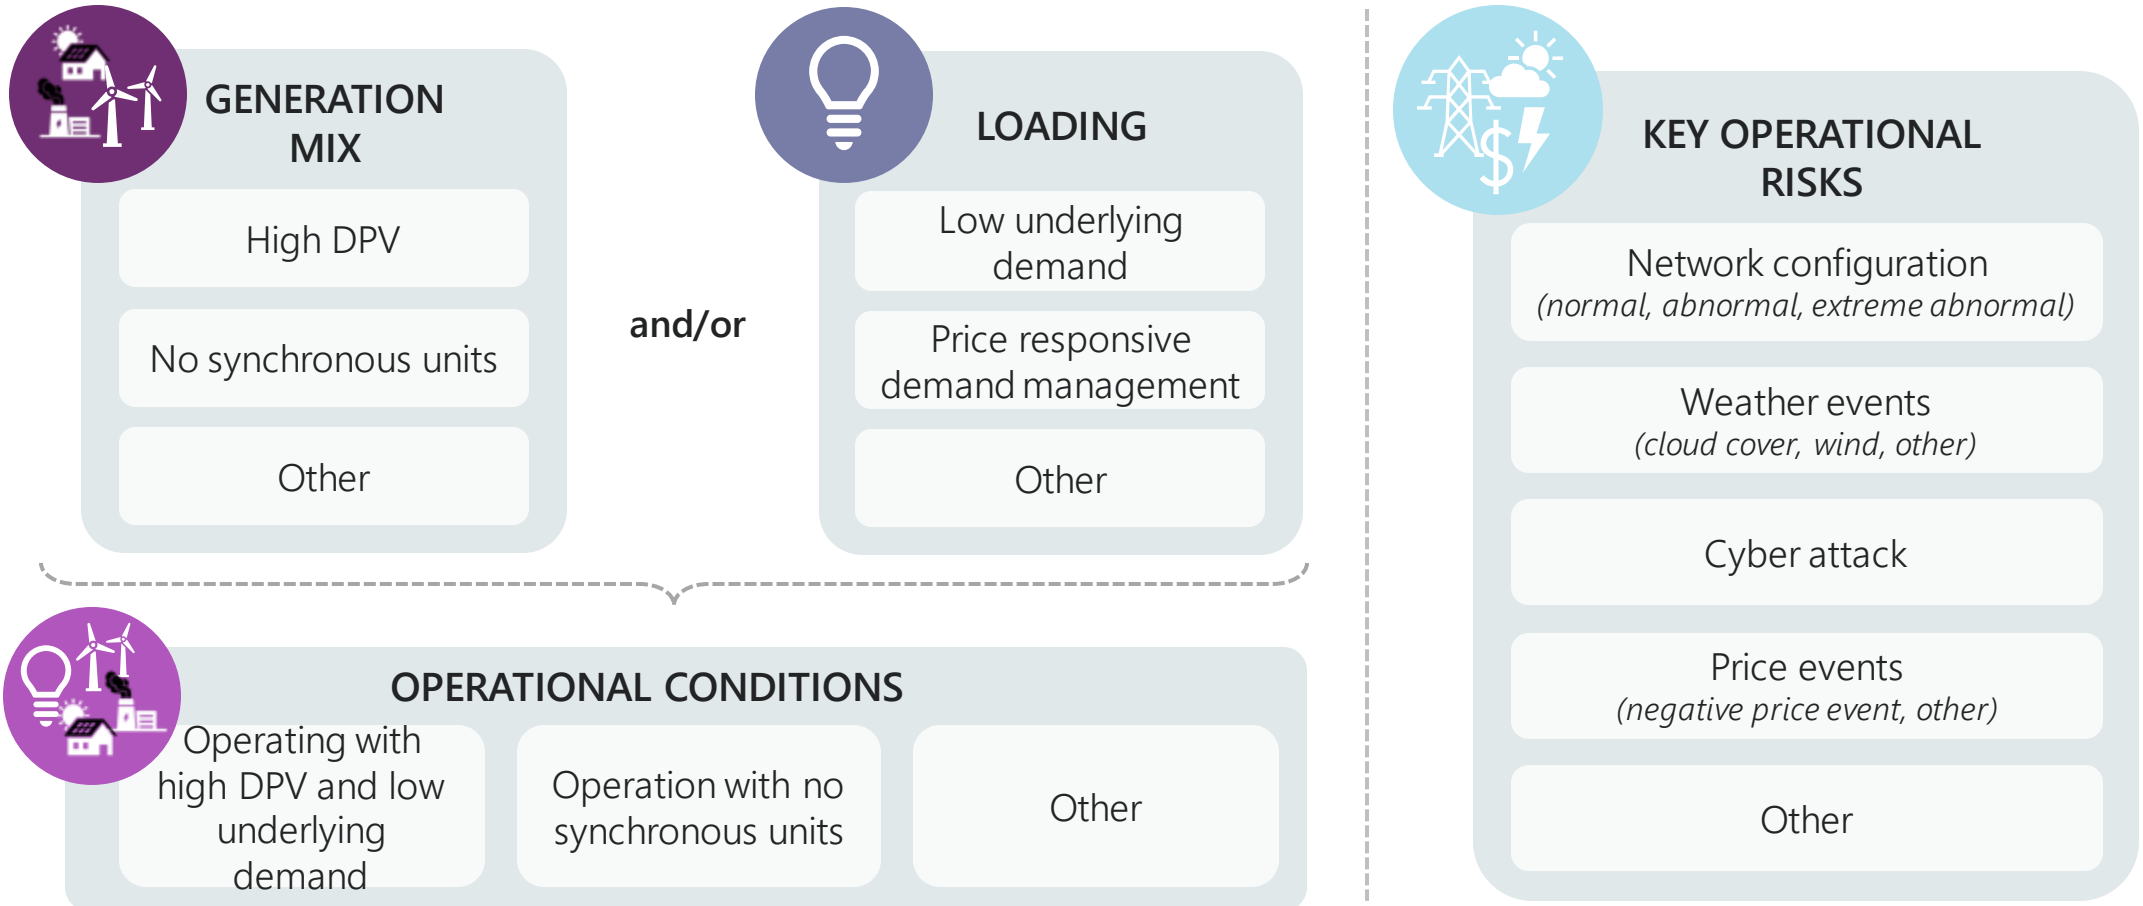 GENERATION
MIX
High DPV
No synchronous units
Other
and/or
LOADING
Low underlying
demand
Price responsive
demand management
Other
OPERATIONAL CONDITIONS
Operating with
high DPV and low
underlying
demand
Operation with no
synchronous units
Other
KEY OPERATIONAL
RISKS
Network configuration
(normal, abnormal, extreme abnormal)
Weather events
(cloud cover, wind, other)
Cyber attack
Price events
(negative price event, other)
Other